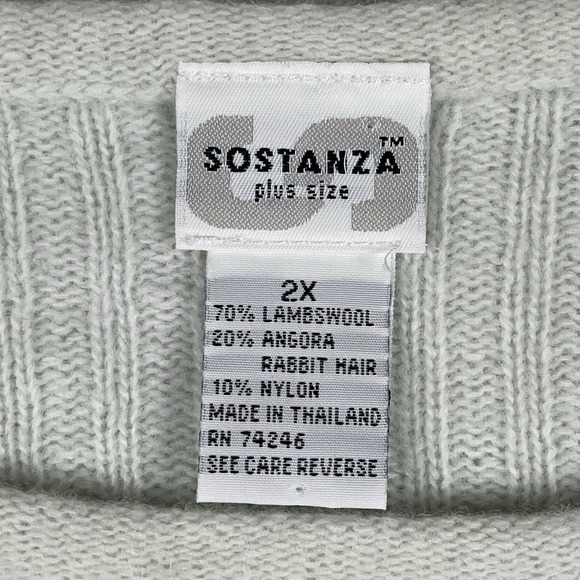 SOSTANZA™
plus size
2X
70% LAMBSWOOL
20% ANGORA
RABBIT HAIR
10% NYLON
MADE IN THAILAND
RN 74246
SEE CARE REVERSE